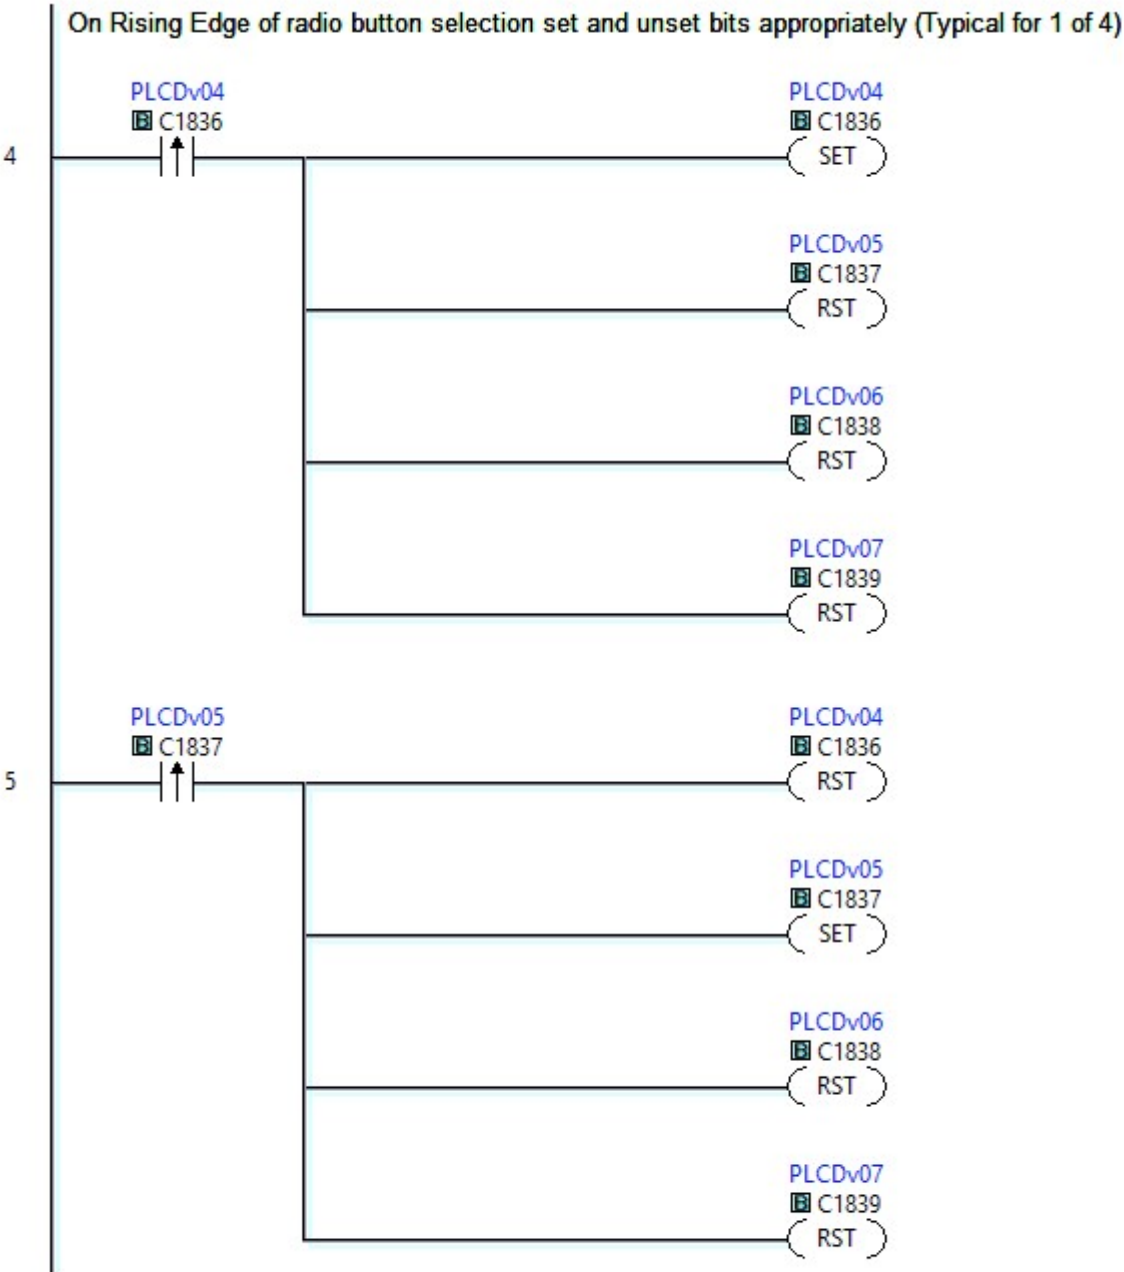 On Rising Edge of radio button selection set and unset bits appropriately (Typical for 1 of 4)
PLCDv04 PLCDv04
B C1836 B C1836
4 SET
PLCDv05
B C1837
RST
PLCDv06
B C1838
RST
PLCDv07
B C1839
RST
PLCDv05 PLCDv04
B C1837 B C1836
5 RST
PLCDv05
B C1837
SET
PLCDv06
B C1838
RST
PLCDv07
B C1839
RST